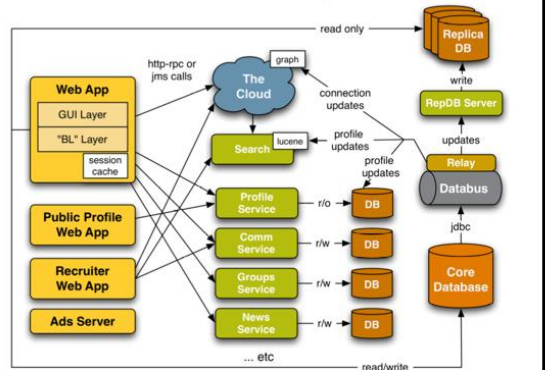 read only
Replica
DB
http-rpc or
jms calls
graph
The
Cloud
connection
updates
write
RepDB Server
Web App
GUI Layer
"BL" Layer
session
cache
Search
lucene
profile
updates
updates
profile
updates
Relay
Databus
Public Profile
Web App
Profile
Service
r/o
DB
jdbc
Comm
Service
r/w
DB
Recruiter
Web App
Groups
Service
r/w
DB
Core
Database
Ads Server
News
Service
r/w
DB
... etc
read/write